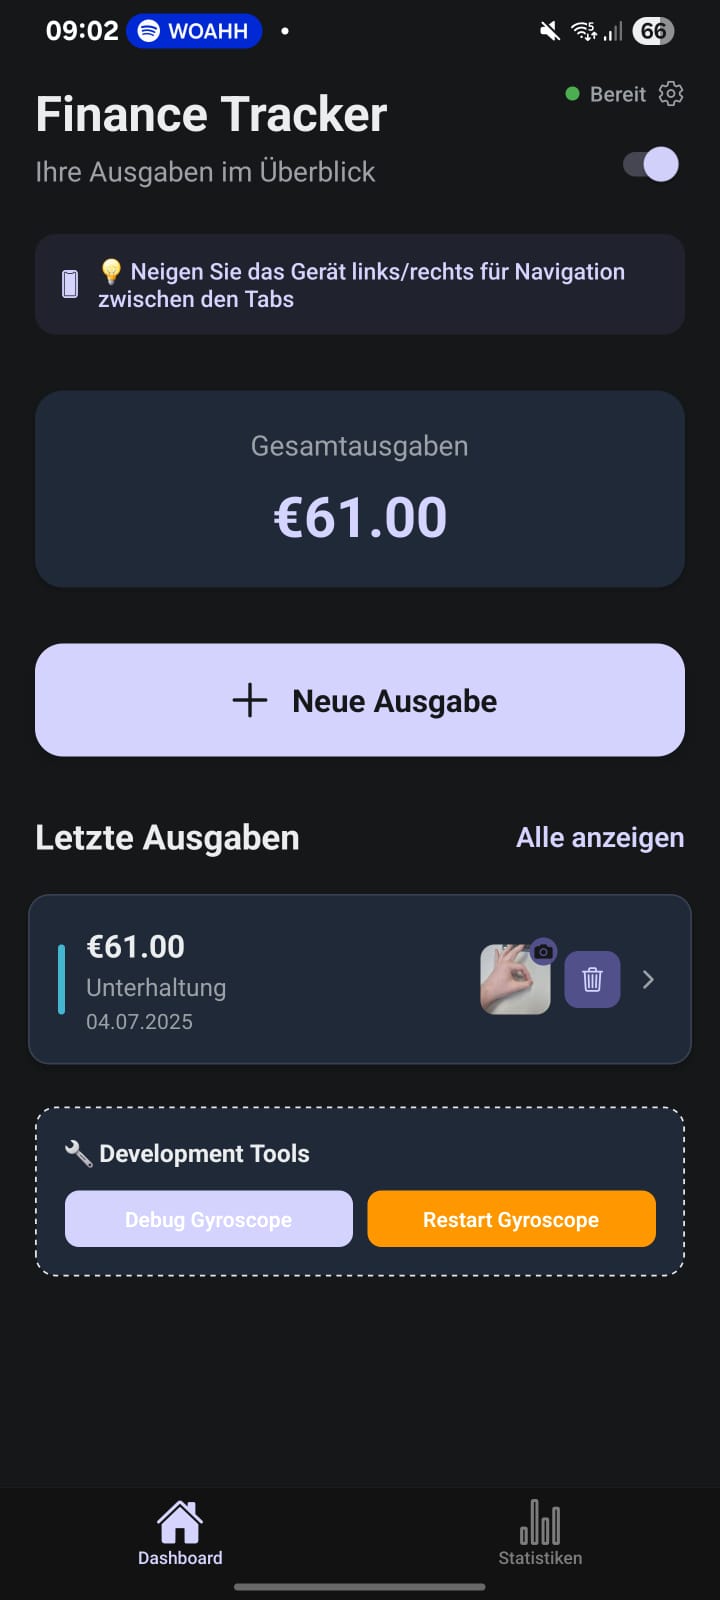 09:02 WOAHH 5 66
Finance Tracker
Bereit
Ihre Ausgaben im Überblick
💡 Neigen Sie das Gerät links/rechts für Navigation
zwischen den Tabs
Gesamtausgaben
€61.00
Neue Ausgabe
Letzte Ausgaben
Alle anzeigen
€61.00
Unterhaltung
04.07.2025
🔧 Development Tools
Debug Gyroscope
Restart Gyroscope
Dashboard
Statistiken